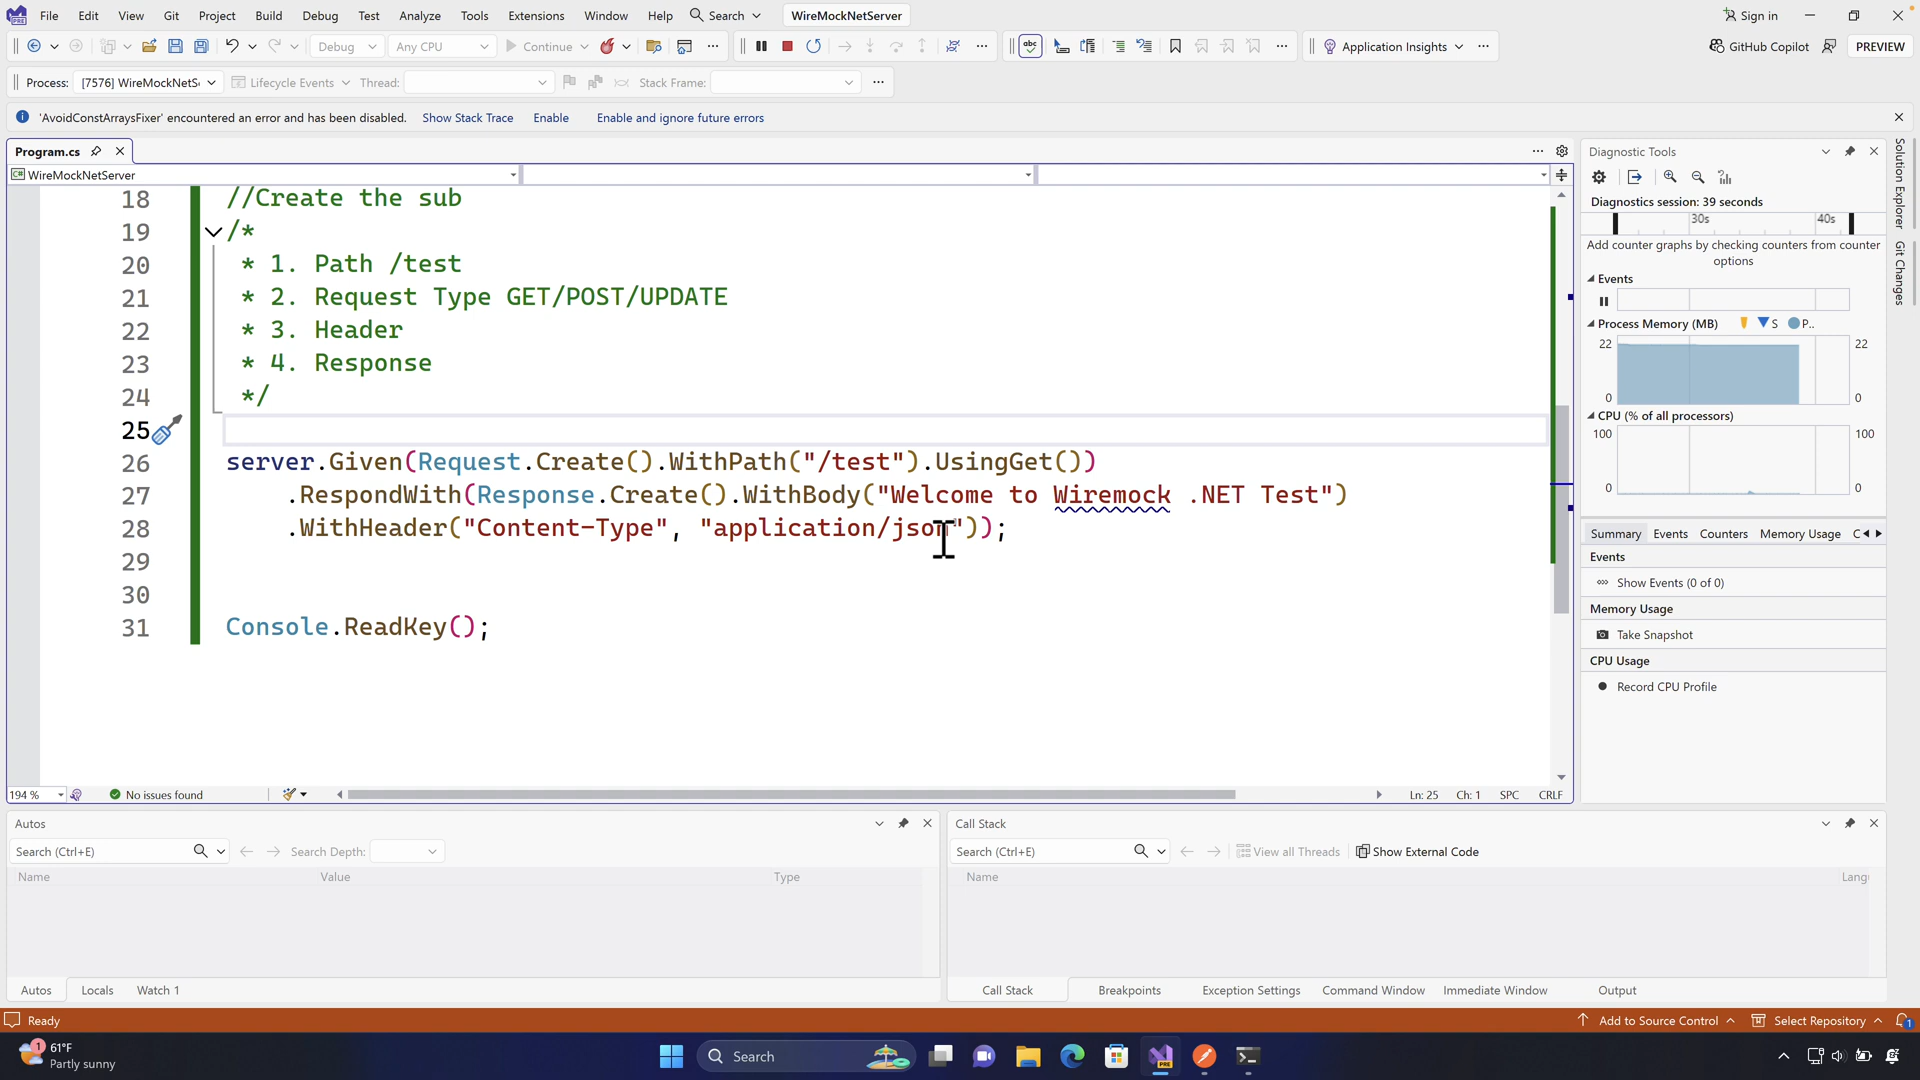 File Edit View Git Project Build Debug Test Analyze Tools Extensions Window Help Search WireMockNetServer Sign in
Debug Any CPU Continue Application Insights GitHub Copilot PREVIEW
Process: [7576] WireMockNetS Lifecycle Events Thread: Stack Frame:
'AvoidConstArraysFixer' encountered an error and has been disabled. Show Stack Trace Enable Enable and ignore future errors
Program.cs
WireMockNetServer
18 //Create the sub
19 /*
20 * 1. Path /test
21 * 2. Request Type GET/POST/UPDATE
22 * 3. Header
23 * 4. Response
24 */
25
26 server.Given(Request.Create().WithPath("/test").UsingGet())
27 .RespondWith(Response.Create().WithBody("Welcome to Wiremock .NET Test")
28 .WithHeader("Content-Type", "application/json"));
29
30
31 Console.ReadKey();
194 % No issues found Ln: 25 Ch: 1 SPC CRLF
Diagnostic Tools
Diagnostics session: 39 seconds
30s 40s
Add counter graphs by checking counters from counter
options
Events
Process Memory (MB) S P..
22 22
0 0
CPU (% of all processors)
100 100
0 0
Summary Events Counters Memory Usage C
Events
Show Events (0 of 0)
Memory Usage
Take Snapshot
CPU Usage
Record CPU Profile
Solution Explorer
Git Changes
Autos
Search (Ctrl+E) Search Depth:
Name Value Type
Autos Locals Watch 1
Call Stack
Search (Ctrl+E) View all Threads Show External Code
Name Langu
Call Stack Breakpoints Exception Settings Command Window Immediate Window Output
Ready Add to Source Control Select Repository 1
1 61°F
Partly sunny
Search
PRE